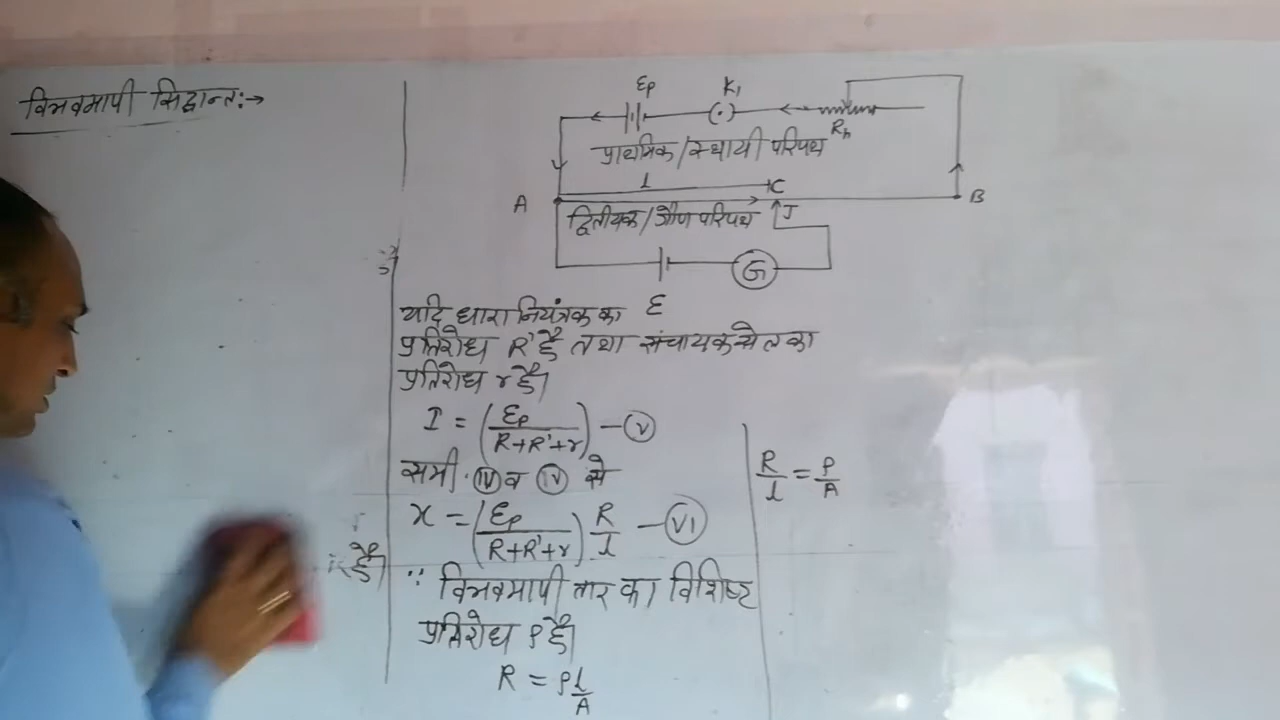 विभवमापी सिद्धान्त:→
Ep K1
Rh
प्राथमिक/स्थायी परिपथ
l C
A B
द्वितीयक/गौण परिपथ J
G
ε
यदि धारा नियंत्रक का
प्रतिरोध R' है तथा संचायक सेल का
प्रतिरोध r है।
I = (Ep / R+R'+r) — (V)
समी. (IV) व (IV) से
x = (Ep / R+R'+r) R/l — (VI)
∵ विभवमापी तार का विशिष्ट
प्रतिरोध ρ है।
R = ρ l/A
R/l = ρ/A
है।